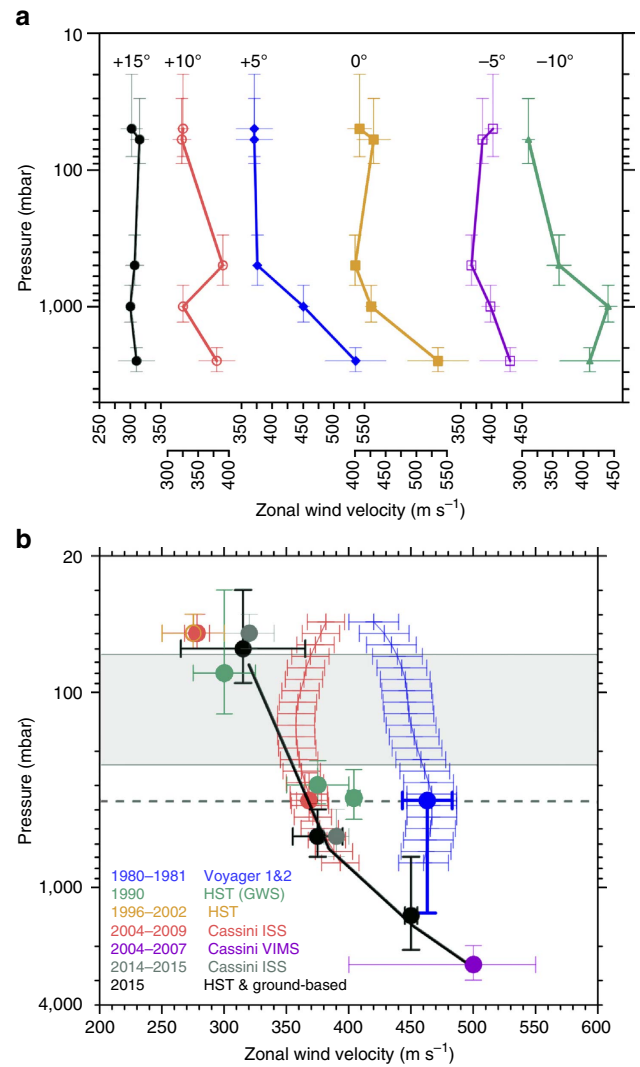 a
10
+15° +10° +5° 0° −5° −10°
100
Pressure (mbar)
1,000
250 300 350 350 400 450 500 550 350 400 450
300 350 400 400 450 500 550 300 350 400 450
Zonal wind velocity (m s−1)
b
20
100
Pressure (mbar)
1,000
1980–1981 Voyager 1&2
1990 HST (GWS)
1996–2002 HST
2004–2009 Cassini ISS
2004–2007 Cassini VIMS
2014–2015 Cassini ISS
2015 HST & ground-based
4,000
200 250 300 350 400 450 500 550 600
Zonal wind velocity (m s−1)